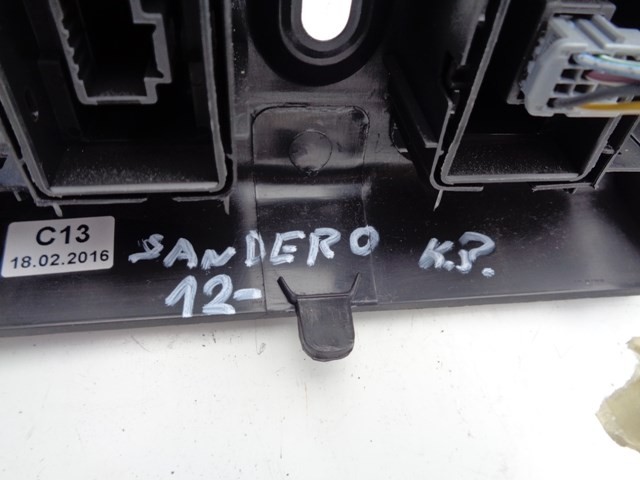 C13
18.02.2016
SANDERO K.P.
12-